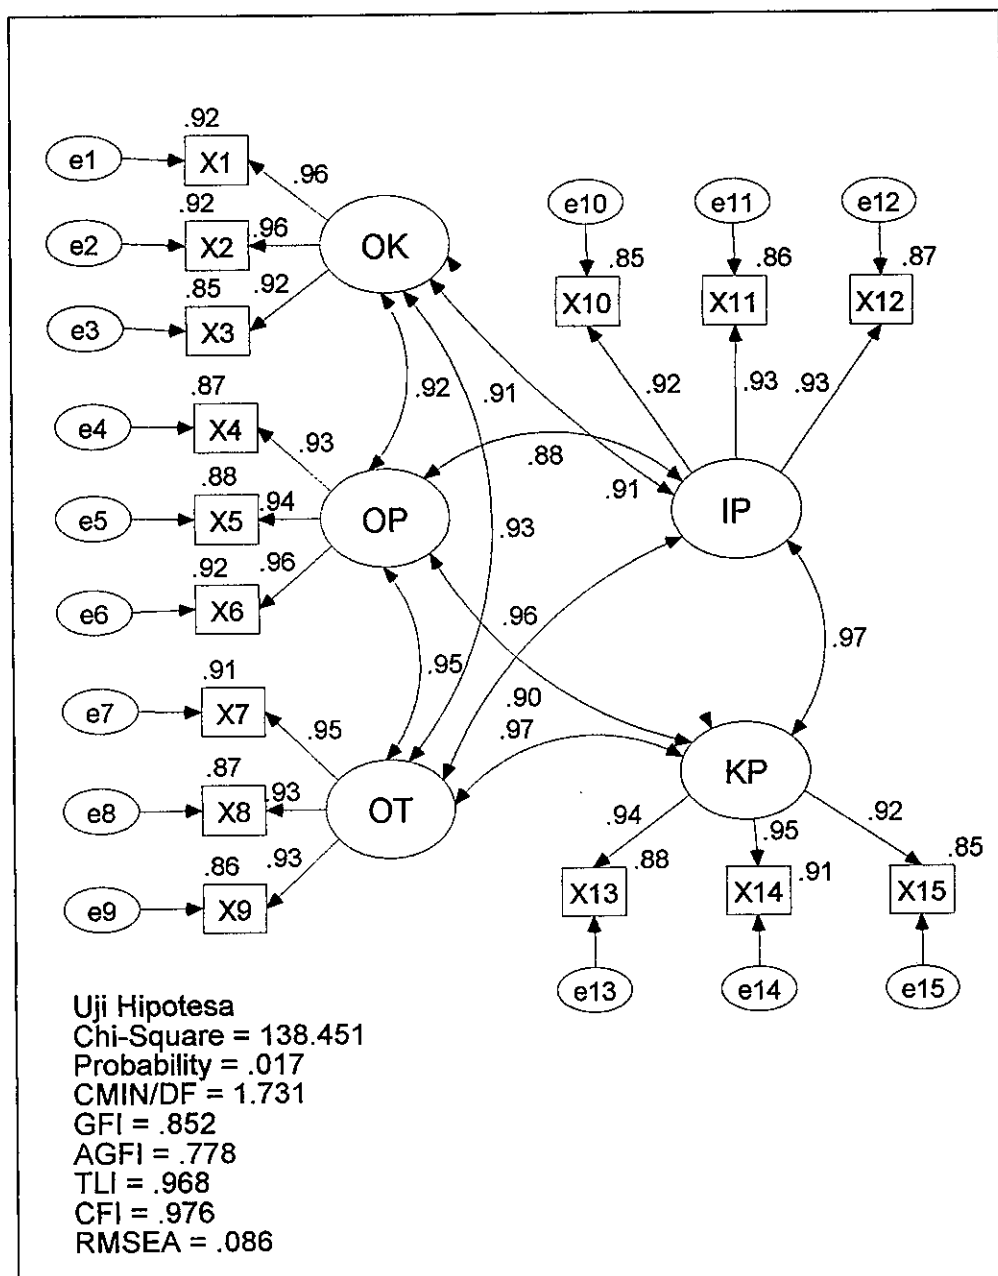 .92
e1 X1 .96
.92
e2 X2 .96 OK
.85
e3 X3 .92
e10 e11 e12
.85 .86 .87
X10 X11 X12
.92 .93 .93
.92 .91
.87
e4 X4 .93
.88
e5 X5 .94 OP
.92
e6 X6 .96
.88
.91 IP
.93
.96
.95 .97
.90
.97
.91
e7 X7 .95
.87
e8 X8 .93 OT
.86
e9 X9 .93
KP
.94 .95 .92
.88 .91 .85
X13 X14 X15
e13 e14 e15
Uji Hipotesa
Chi-Square = 138.451
Probability = .017
CMIN/DF = 1.731
GFI = .852
AGFI = .778
TLI = .968
CFI = .976
RMSEA = .086